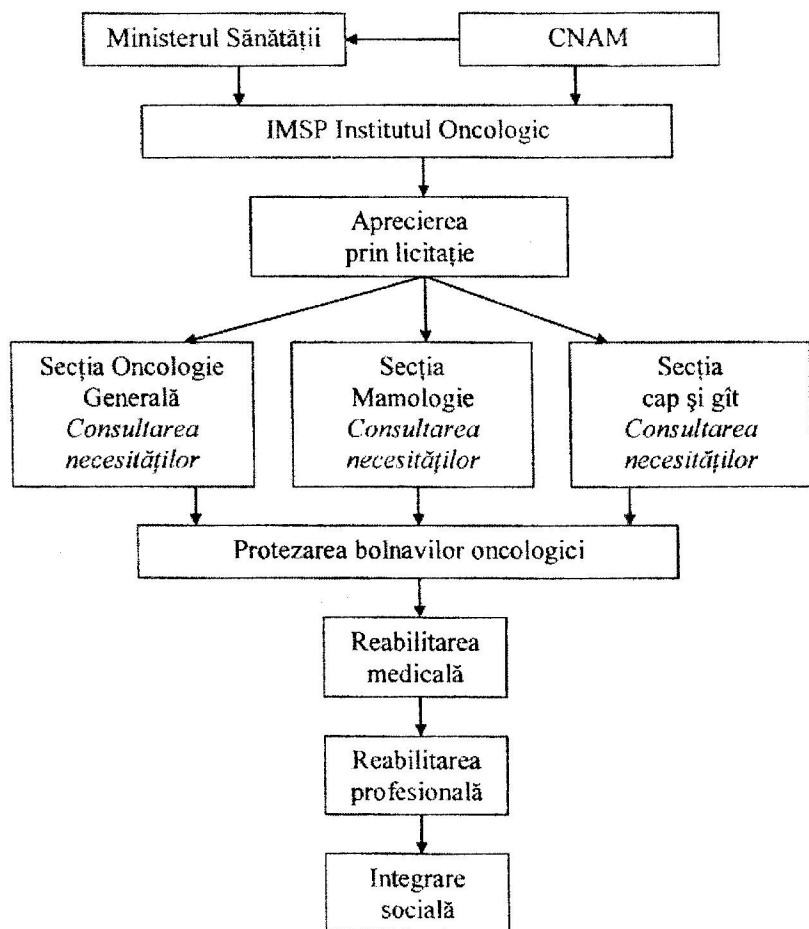 Ministerul Sănătății
CNAM
IMSP Institutul Oncologic
Aprecierea
prin licitație
Secția Oncologie
Generală
Consultarea
necesităților
Secția
Mamologie
Consultarea
necesităților
Secția
cap și gît
Consultarea
necesităților
Protezarea bolnavilor oncologici
Reabilitarea
medicală
Reabilitarea
profesională
Integrare
socială